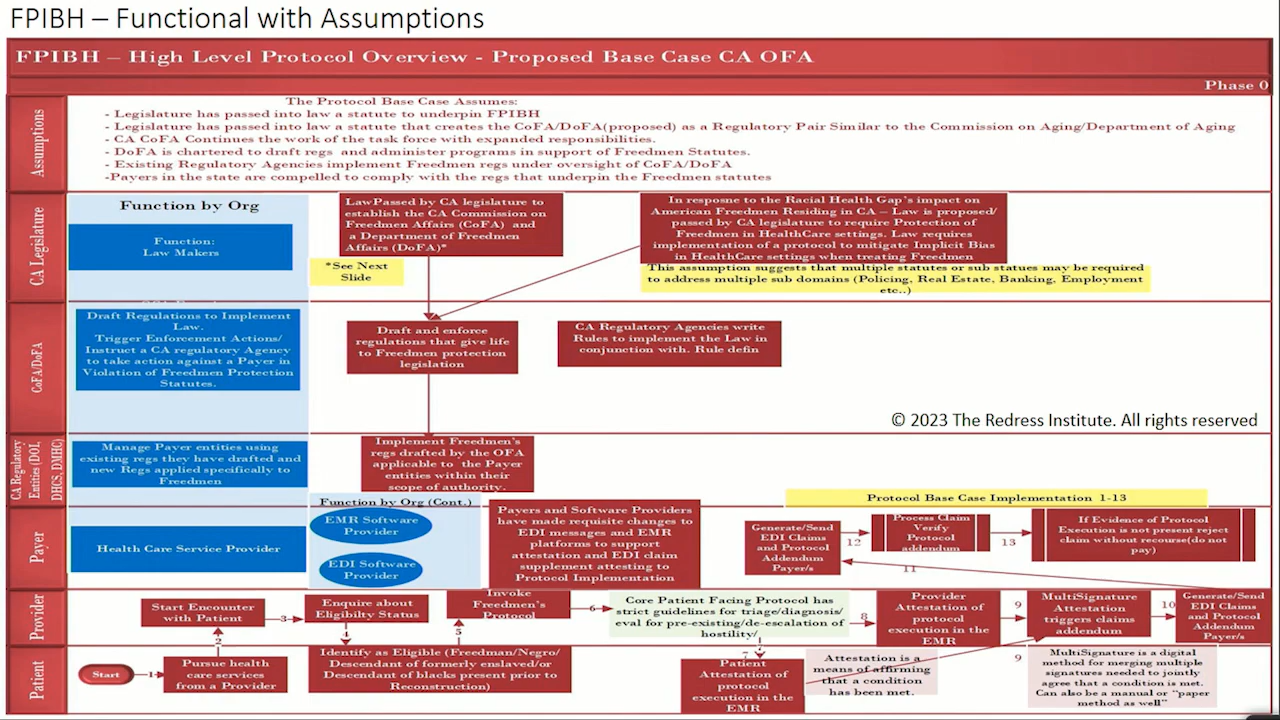 FPIBH – Functional with Assumptions
FPIBH – High Level Protocol Overview - Proposed Base Case CA OFA
Phase 0
Assumptions
The Protocol Base Case Assumes:
- Legislature has passed into law a statute to underpin FPIBH
- Legislature has passed into law a statute that creates the CoFA/DoFA(proposed) as a Regulatory Pair Similar to the Commission on Aging/Department of Aging
- CA CoFA Continues the work of the task force with expanded responsibilities.
- DoFA is chartered to draft regs and administer programs in support of Freedmen Statutes.
- Existing Regulatory Agencies implement Freedmen regs under oversight of CoFA/DoFA
-Payers in the state are compelled to comply with the regs that underpin the Freedmen statutes
CA Legislature
Function by Org
Function:
Law Makers
LawPassed by CA legislature to
establish the CA Commission on
Freedmen Affairs (CoFA) and
a Department of Freedmen
Affairs (DoFA)*
*See Next
Slide
In resposne to the Racial Health Gap's impact on
American Freedmen Residing in CA – Law is proposed/
passed by CA legislature to require Protection of
Freedmen in HealthCare settings. Law requires
implementation of a protocol to mitigate Implicit Bias
in HealthCare settings when treating Freedmen
This assumption suggests that multiple statutes or sub statues may be required
to address multiple sub domains (Policing, Real Estate, Banking, Employment
etc..)
CoFA/DoFA
Draft Regulations to Implement
Law.
Trigger Enforcement Actions/
Instruct a CA regulatory Agency
to take action against a Payer in
Violation of Freedmen Protection
Statutes.
Draft and enforce
regulations that give life
to Freedmen protection
legislation
CA Regulatory Agencies write
Rules to implement the Law in
conjunction with. Rule defin
© 2023 The Redress Institute. All rights reserved
CA Regulatory
Entities (DOI,
DHCS, DMHC)
Manage Payer entities using
existing regs they have drafted and
new Regs applied specifically to
Freedmen
Implement Freedmen's
regs drafted by the OFA
applicable to the Payer
entities within their
scope of authority.
Function by Org (Cont.)
Protocol Base Case Implementation 1-13
Payer
Health Care Service Provider
EMR Software
Provider
EDI Software
Provider
Payers and Software Providers
have made requisite changes to
EDI messages and EMR
platforms to support
attestation and EDI claim
supplement attesting to
Protocol Implementation
Generate/Send
EDI Claims
and Protocol
Addendum
Payer/s
12
Process Claim
Verify
Protocol
addendum
13
If Evidence of Protocol
Execution is not present reject
claim without recourse(do not
pay)
11
Provider
Start Encounter
with Patient
3
Enquire about
Eligibilty Status
Invoke
Freedmen's
Protocol
6
Core Patient Facing Protocol has
strict guidelines for triage/diagnosis/
eval for pre-existing/de-escalation of
hostility/
8
Provider
Attestation of
protocol
execution in the
EMR
9
MultiSignature
Attestation
triggers claims
addendum
10
Generate/Send
EDI Claims
and Protocol
Addendum
Payer/s
2
4
5
7
Patient
Start
1
Pursue health
care services
from a Provider
Identify as Eligible (Freedman/Negro/
Descendant of formerly enslaved/or
Descendant of blacks present prior to
Reconstruction)
Patient
Attestation of
protocol
execution in the
EMR
Attestation is a
means of affirming
that a condition
has been met.
9
MultiSignature is a digital
method for merging multiple
signatures needed to jointly
agree that a condition is met.
Can also be a manual or "paper
method as well"